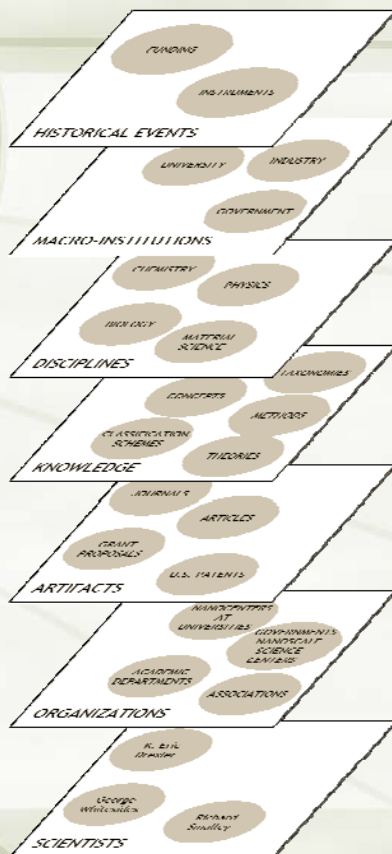 FUNDING
INSTRUMENTS
HISTORICAL EVENTS
UNIVERSITY
INDUSTRY
GOVERNMENT
MACRO-INSTITUTIONS
CHEMISTRY
PHYSICS
BIOLOGY
MATERIAL
SCIENCE
DISCIPLINES
TAXONOMIES
CONCEPTS
METHODS
CLASSIFICATION
SCHEMES
THEORIES
KNOWLEDGE
JOURNALS
ARTICLES
GRANT
PROPOSALS
U.S. PATENTS
ARTIFACTS
NANOCENTERS
AT
UNIVERSITIES
GOVERNMENTS
NANOSCALE
SCIENCE
CENTERS
ACADEMIC
DEPARTMENTS
ASSOCIATIONS
ORGANIZATIONS
K. Eric
Drexler
George
Whitesides
Richard
Smalley
SCIENTISTS